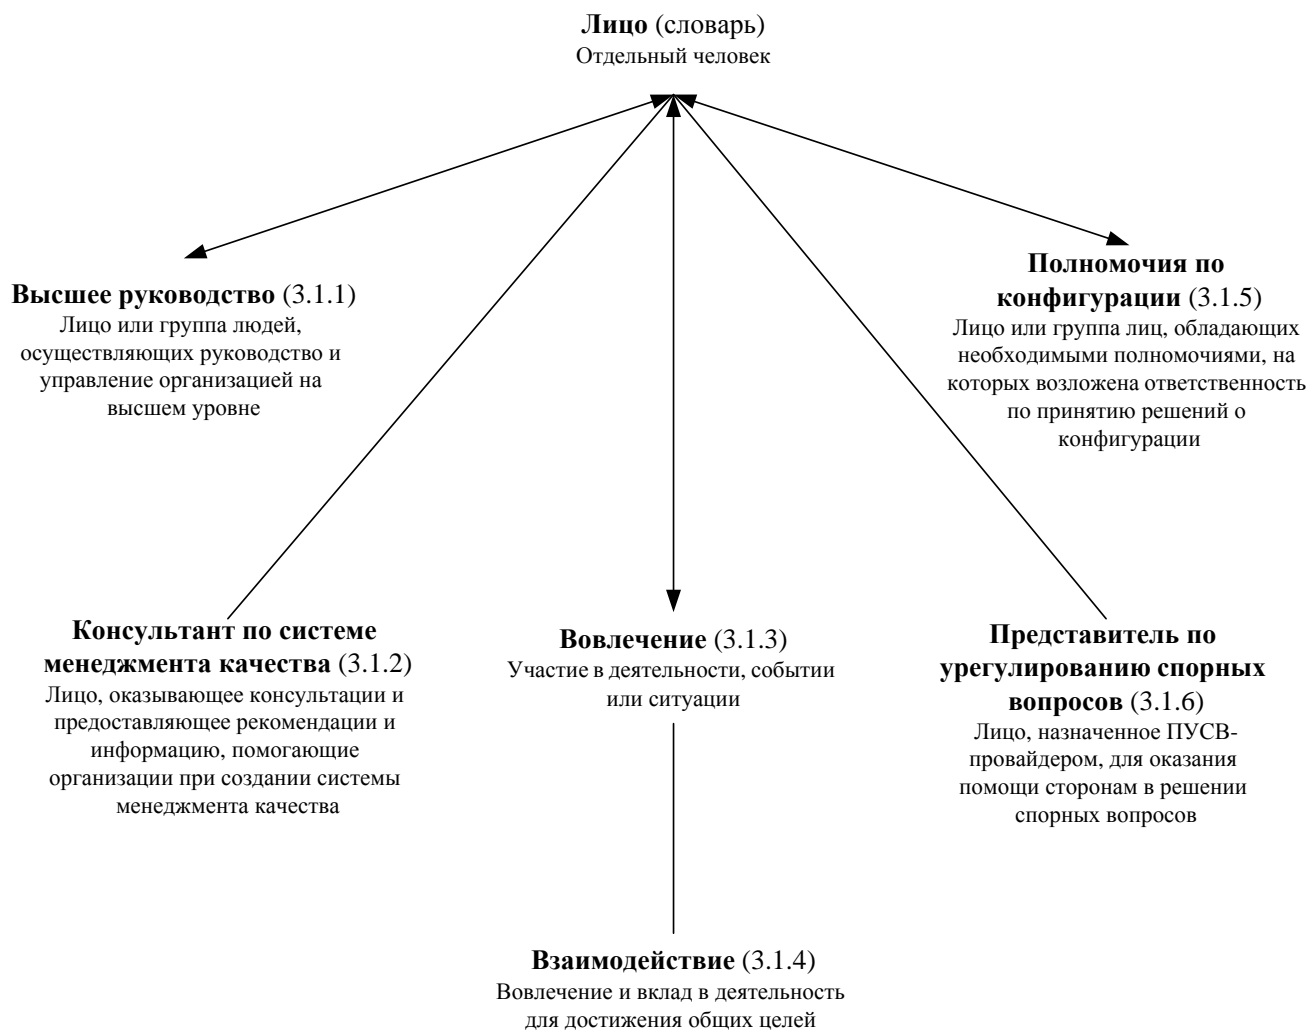 Лицо (словарь)
Отдельный человек
Высшее руководство (3.1.1)
Лицо или группа людей,
осуществляющих руководство и
управление организацией на
высшем уровне
Полномочия по
конфигурации (3.1.5)
Лицо или группа лиц, обладающих
необходимыми полномочиями, на
которых возложена ответственность
по принятию решений о
конфигурации
Консультант по системе
менеджмента качества (3.1.2)
Лицо, оказывающее консультации и
предоставляющее рекомендации и
информацию, помогающие
организации при создании системы
менеджмента качества
Вовлечение (3.1.3)
Участие в деятельности, событии
или ситуации
Представитель по
урегулированию спорных
вопросов (3.1.6)
Лицо, назначенное ПУСВ-
провайдером, для оказания
помощи сторонам в решении
спорных вопросов
Взаимодействие (3.1.4)
Вовлечение и вклад в деятельность
для достижения общих целей